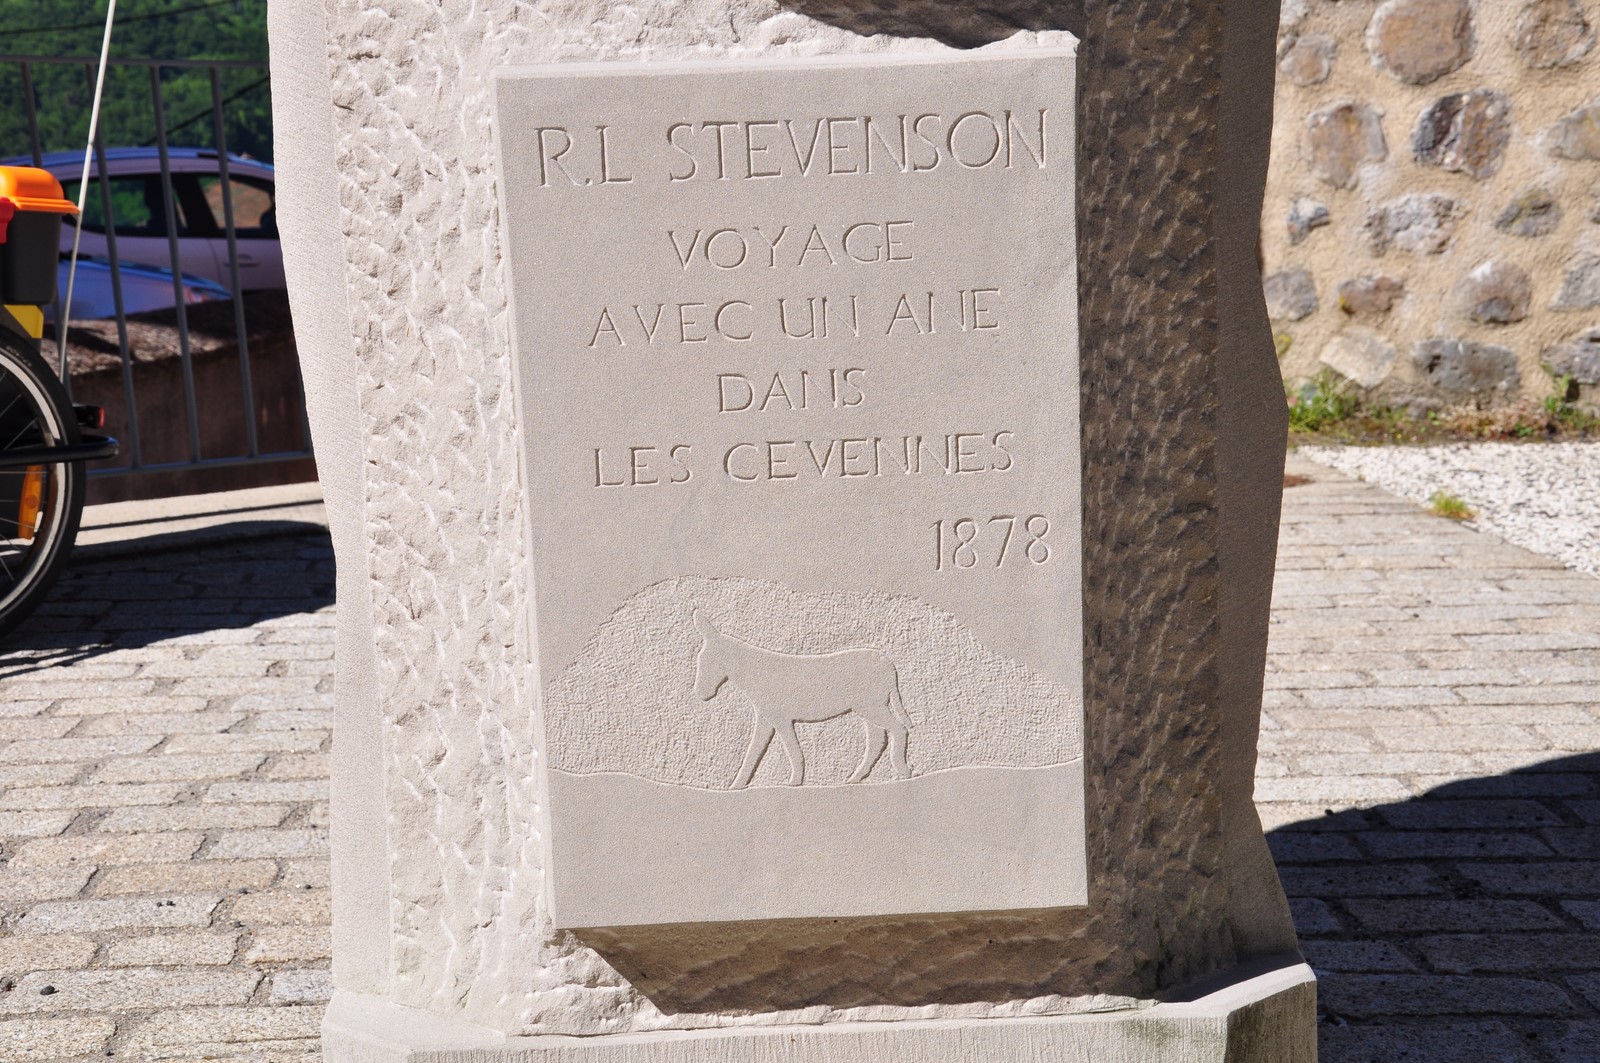 R.L STEVENSON
VOYAGE
AVEC UN ANE
DANS
LES CEVENNES
1878